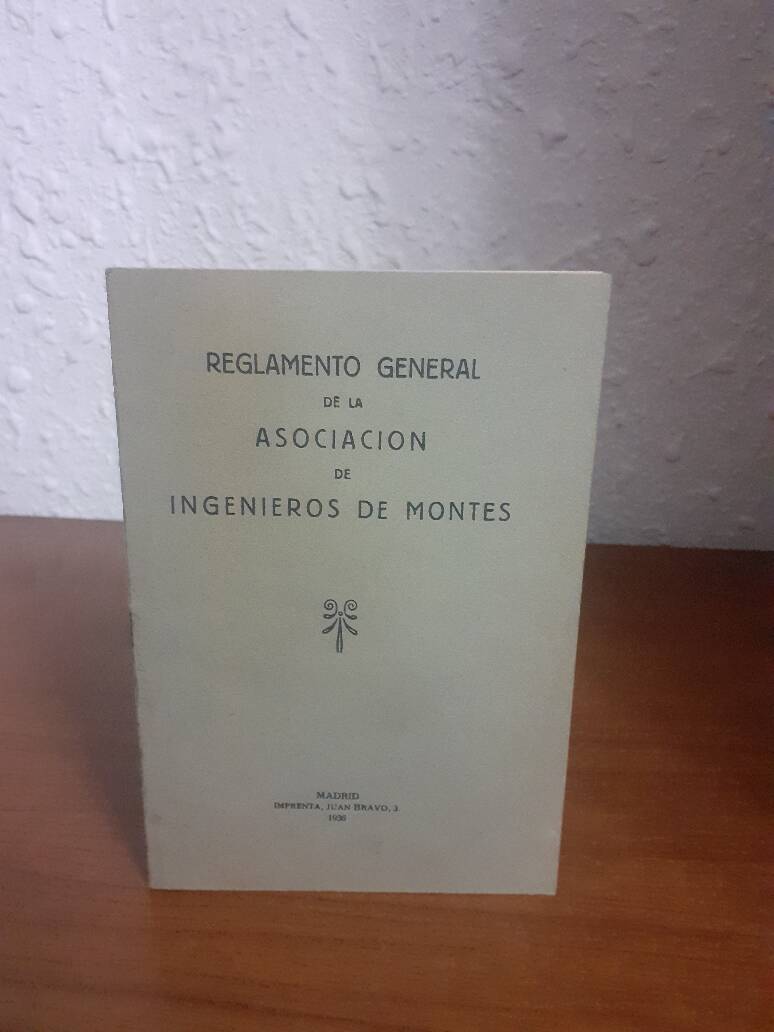 REGLAMENTO GENERAL
DE LA
ASOCIACION
DE
INGENIEROS DE MONTES
MADRID
IMPRENTA, JUAN BRAVO, 3.